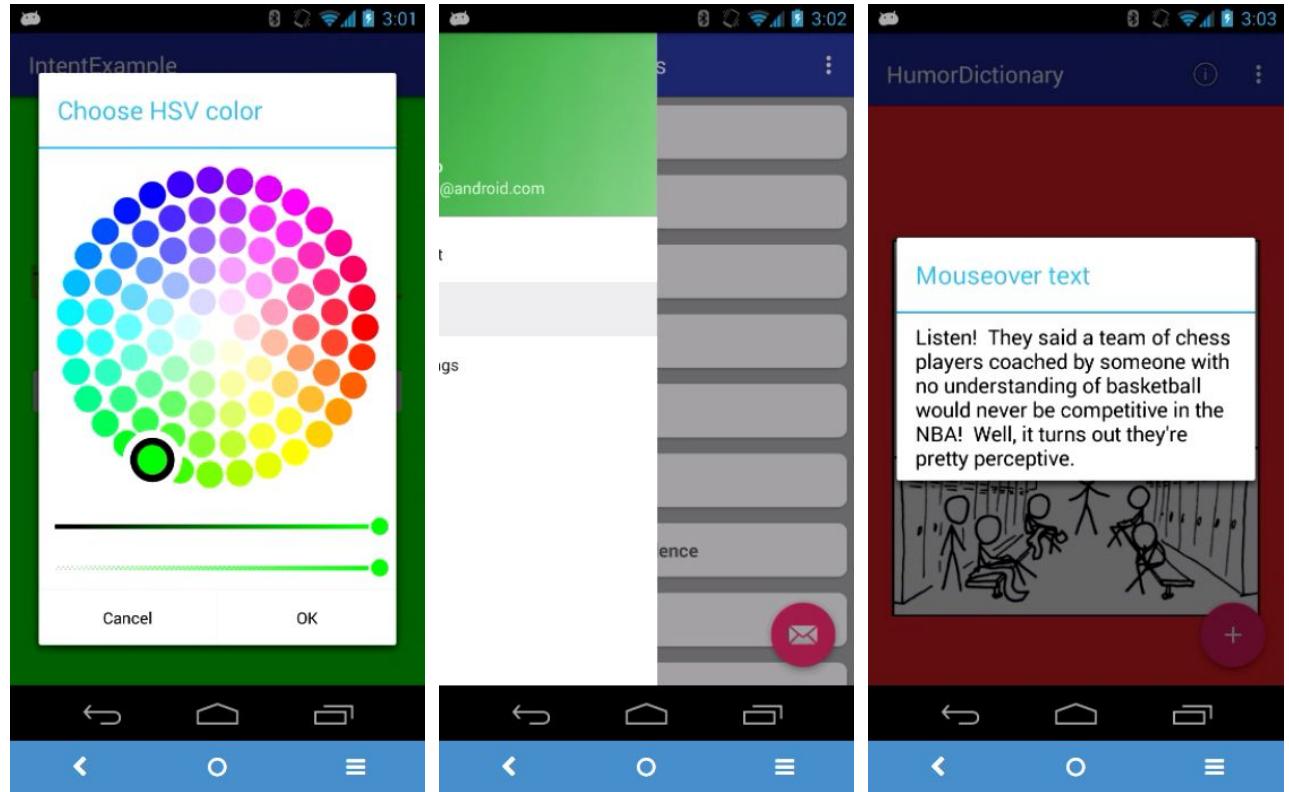 3:01
IntentExample
Choose HSV color
Cancel
OK
3:02
s
@android.com
t
ngs
ence
3:03
HumorDictionary
Mouseover text
Listen! They said a team of chess
players coached by someone with
no understanding of basketball
would never be competitive in the
NBA! Well, it turns out they're
pretty perceptive.